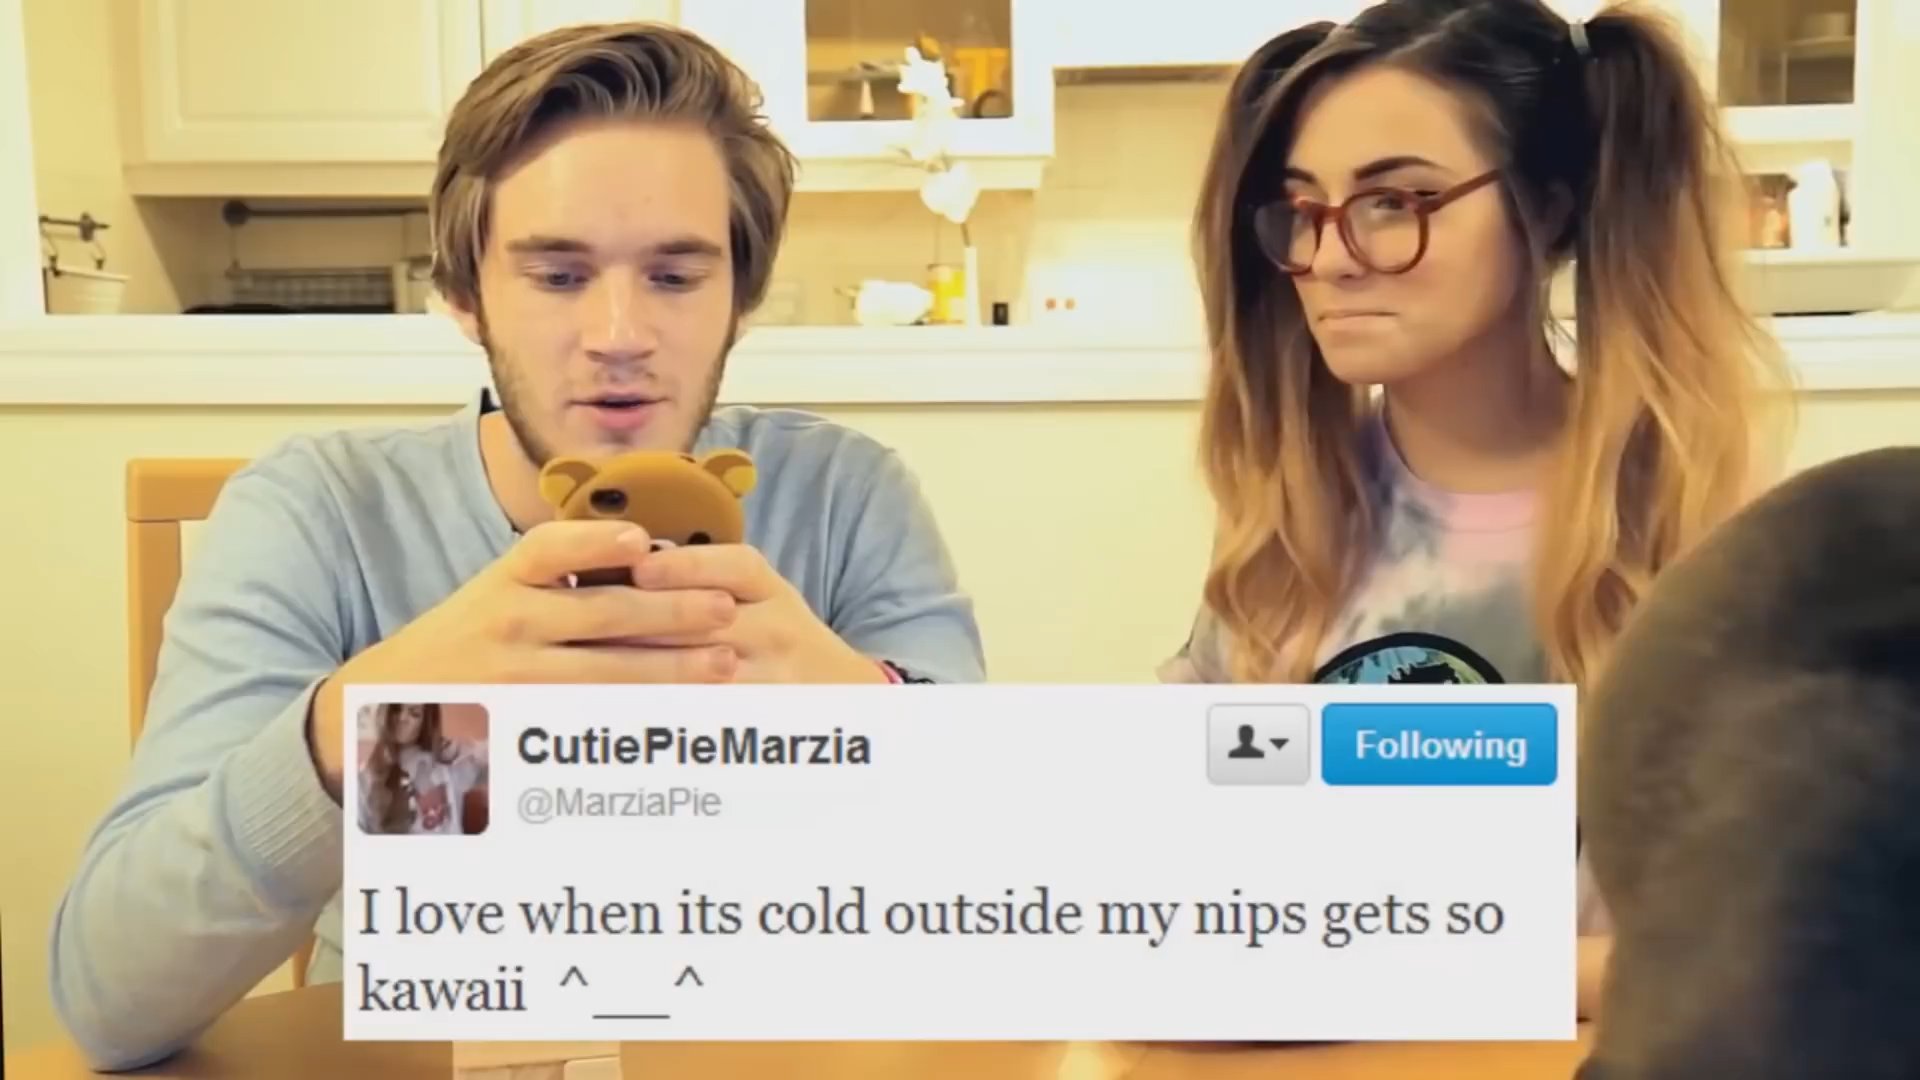 CutiePieMarzia
Following
@MarziaPie
I love when its cold outside my nips gets so
kawaii ^__^